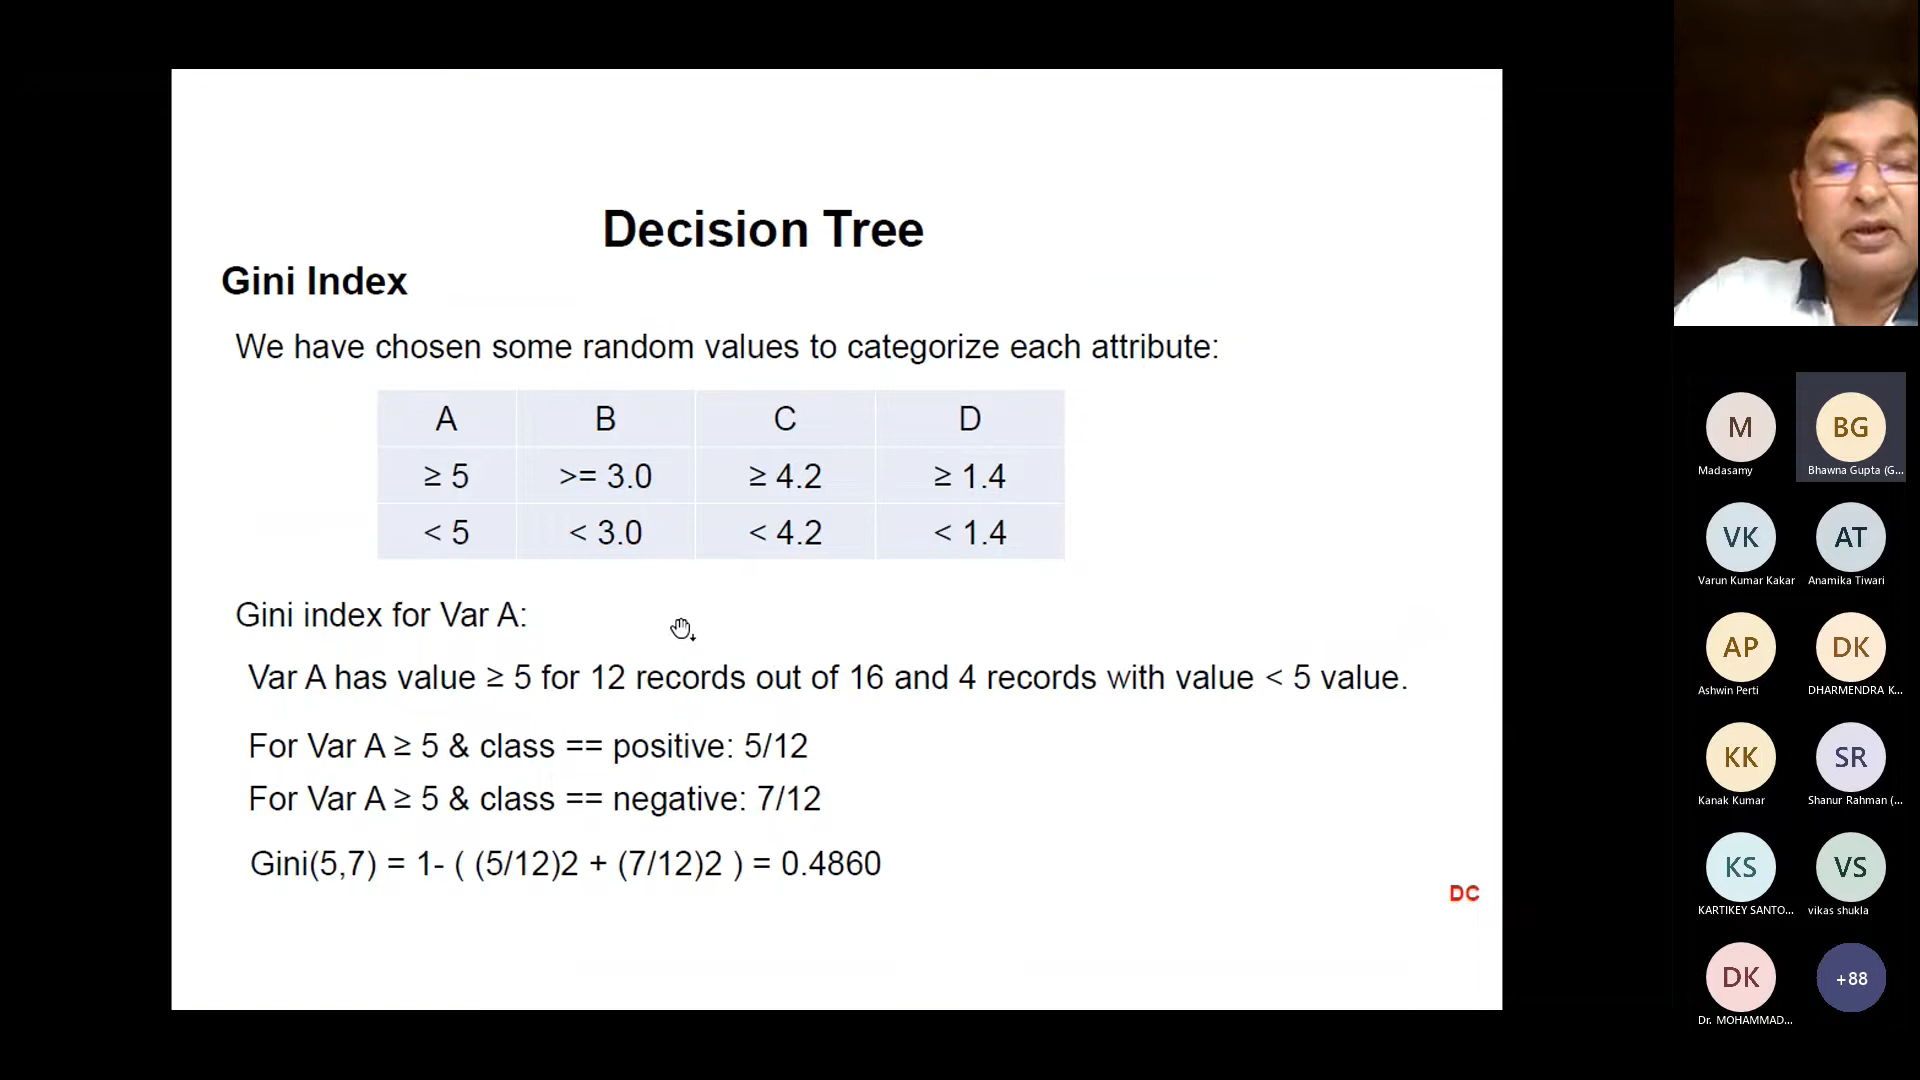 Decision Tree
Gini Index
We have chosen some random values to categorize each attribute:
A B C D
≥ 5 >= 3.0 ≥ 4.2 ≥ 1.4
< 5 < 3.0 < 4.2 < 1.4
Gini index for Var A:
Var A has value ≥ 5 for 12 records out of 16 and 4 records with value < 5 value.
For Var A ≥ 5 & class == positive: 5/12
For Var A ≥ 5 & class == negative: 7/12
Gini(5,7) = 1- ( (5/12)2 + (7/12)2 ) = 0.4860
DC
M BG
Madasamy Bhawna Gupta (G...
VK AT
Varun Kumar Kakar Anamika Tiwari
AP DK
Ashwin Perti DHARMENDRA K...
KK SR
Kanak Kumar Shanur Rahman (...
KS VS
KARTIKEY SANTO... vikas shukla
DK +88
Dr. MOHAMMAD...